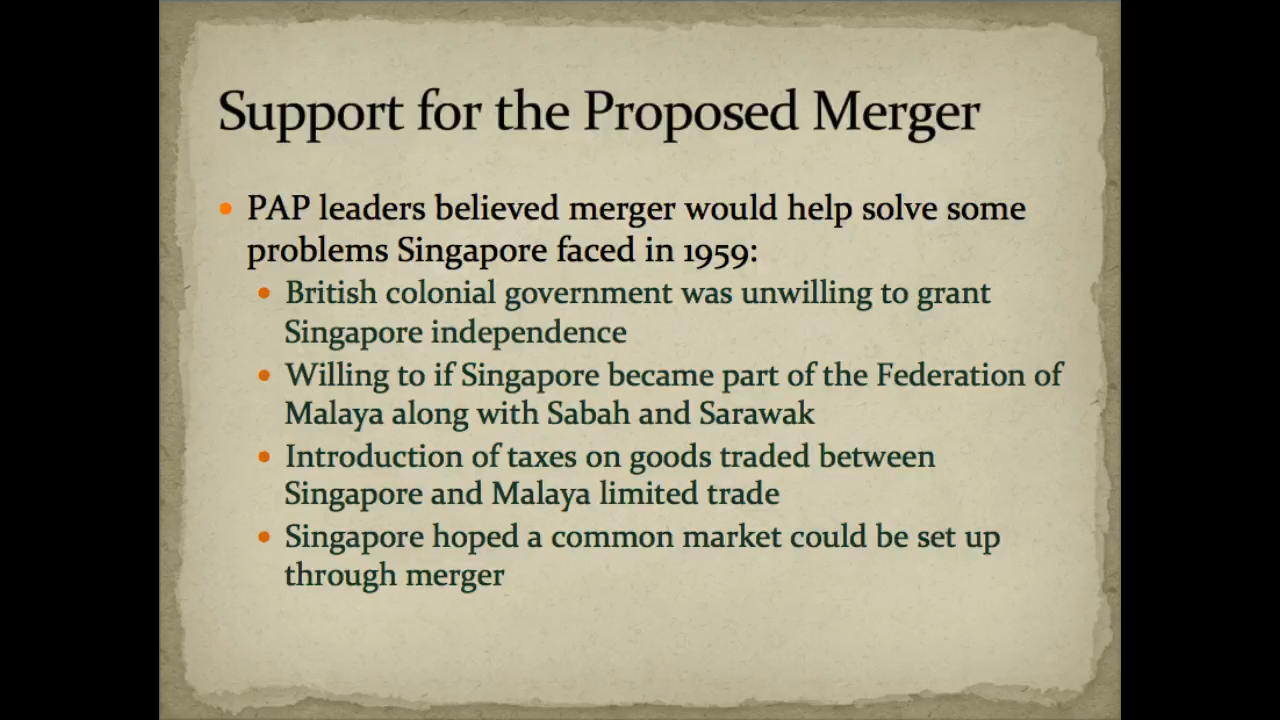 Support for the Proposed Merger
• PAP leaders believed merger would help solve some
problems Singapore faced in 1959:
• British colonial government was unwilling to grant
Singapore independence
• Willing to if Singapore became part of the Federation of
Malaya along with Sabah and Sarawak
• Introduction of taxes on goods traded between
Singapore and Malaya limited trade
• Singapore hoped a common market could be set up
through merger